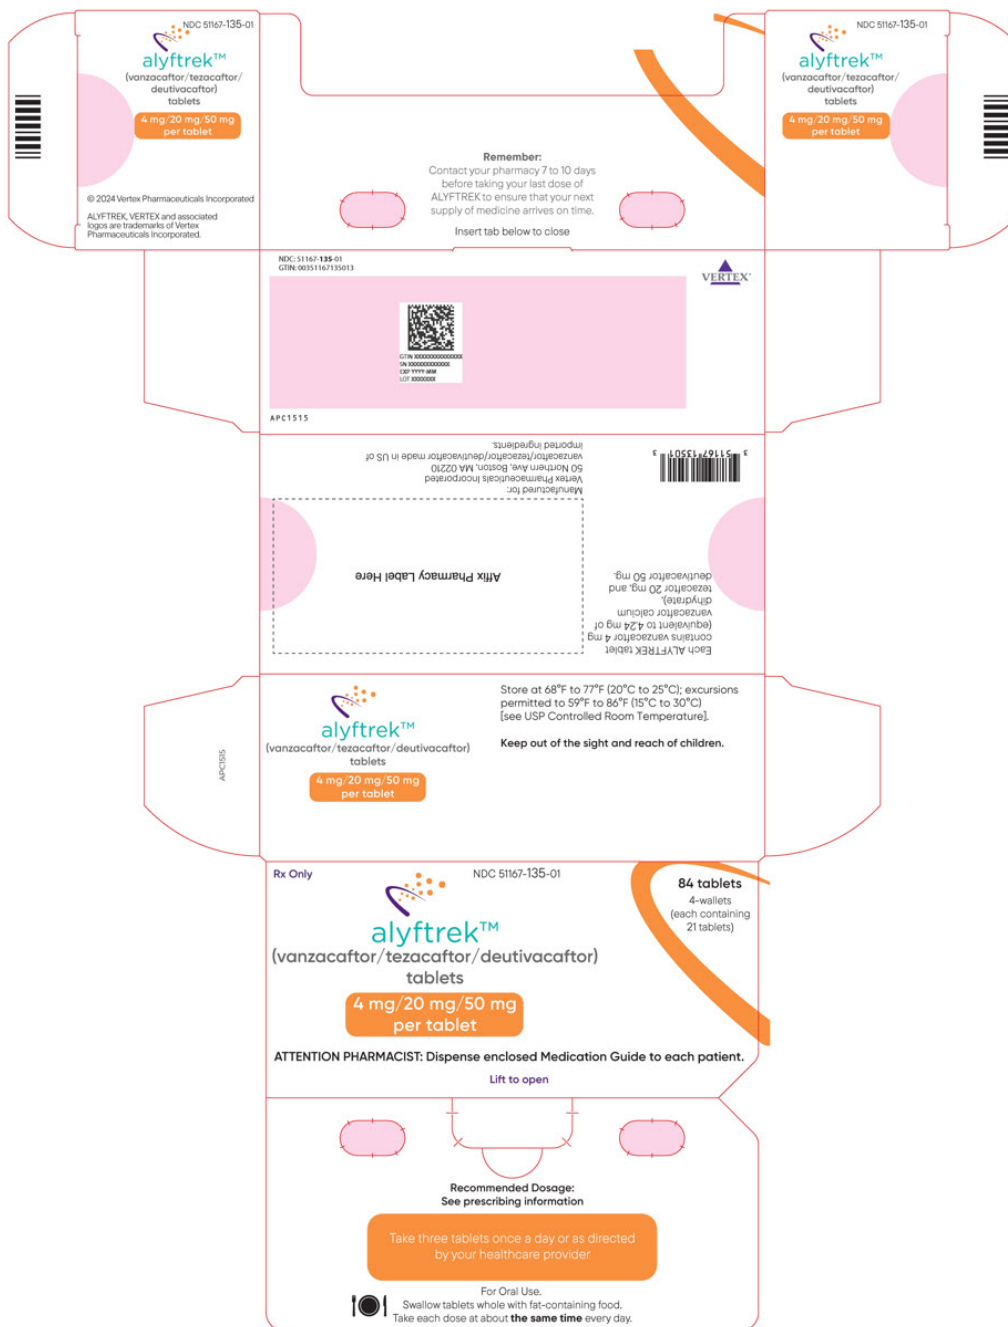 NDC 51167-135-01
alyftrek™
(vanzacaftor/tezacaftor/
deutivacaftor)
tablets
4 mg/20 mg/50 mg
per tablet
© 2024 Vertex Pharmaceuticals Incorporated
ALYFTREK, VERTEX and associated
logos are trademarks of Vertex
Pharmaceuticals Incorporated.
Remember:
Contact your pharmacy 7 to 10 days
before taking your last dose of
ALYFTREK to ensure that your next
supply of medicine arrives on time.
Insert tab below to close
NDC 51167-135-01
alyftrek™
(vanzacaftor/tezacaftor/
deutivacaftor)
tablets
4 mg/20 mg/50 mg
per tablet
NDC: 51167-135-01
GTIN: 00351167135013
VERTEX
GTIN XXXXXXXXXXXXXX
SN XXXXXXXXXXXX
EXP YYYY-MM
LOT XXXXXXX
APC1515
Each ALYFTREK tablet
contains vanzacaftor 4 mg
(equivalent to 4.24 mg of
vanzacaftor calcium
dihydrate),
tezacaftor 20 mg, and
deutivacaftor 50 mg.
Affix Pharmacy Label Here
Manufactured for:
Vertex Pharmaceuticals Incorporated
50 Northern Ave, Boston, MA 02210
vanzacaftor/tezacaftor/deutivacaftor made in US of
imported ingredients.
3 51167 13501 3
APC1515
alyftrek™
(vanzacaftor/tezacaftor/deutivacaftor)
tablets
4 mg/20 mg/50 mg
per tablet
Store at 68°F to 77°F (20°C to 25°C); excursions
permitted to 59°F to 86°F (15°C to 30°C)
[see USP Controlled Room Temperature].
Keep out of the sight and reach of children.
Rx Only
NDC 51167-135-01
alyftrek™
(vanzacaftor/tezacaftor/deutivacaftor)
tablets
4 mg/20 mg/50 mg
per tablet
84 tablets
4-wallets
(each containing
21 tablets)
ATTENTION PHARMACIST: Dispense enclosed Medication Guide to each patient.
Lift to open
Recommended Dosage:
See prescribing information
Take three tablets once a day or as directed
by your healthcare provider
For Oral Use.
Swallow tablets whole with fat-containing food.
Take each dose at about the same time every day.